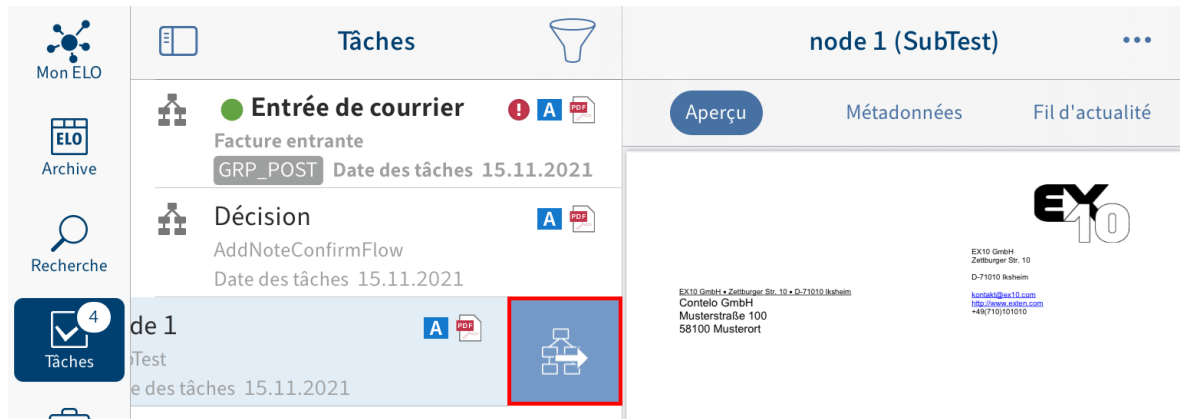 Mon ELO
ELO
Archive
Recherche
4
Tâches
Tâches
Entrée de courrier
A
PDF
Facture entrante
GRP_POST Date des tâches 15.11.2021
Décision
A
PDF
AddNoteConfirmFlow
Date des tâches 15.11.2021
de 1
A
PDF
Test
e des tâches 15.11.2021
node 1 (SubTest)
Aperçu Métadonnées Fil d'actualité
EX10
EX10 GmbH
Zettburger Str. 10
D-71010 Iksheim
kontakt@ex10.com
http://www.exten.com
+49(710)101010
EX10 GmbH • Zettburger Str. 10 • D-71010 Iksheim
Contelo GmbH
Musterstraße 100
58100 Musterort